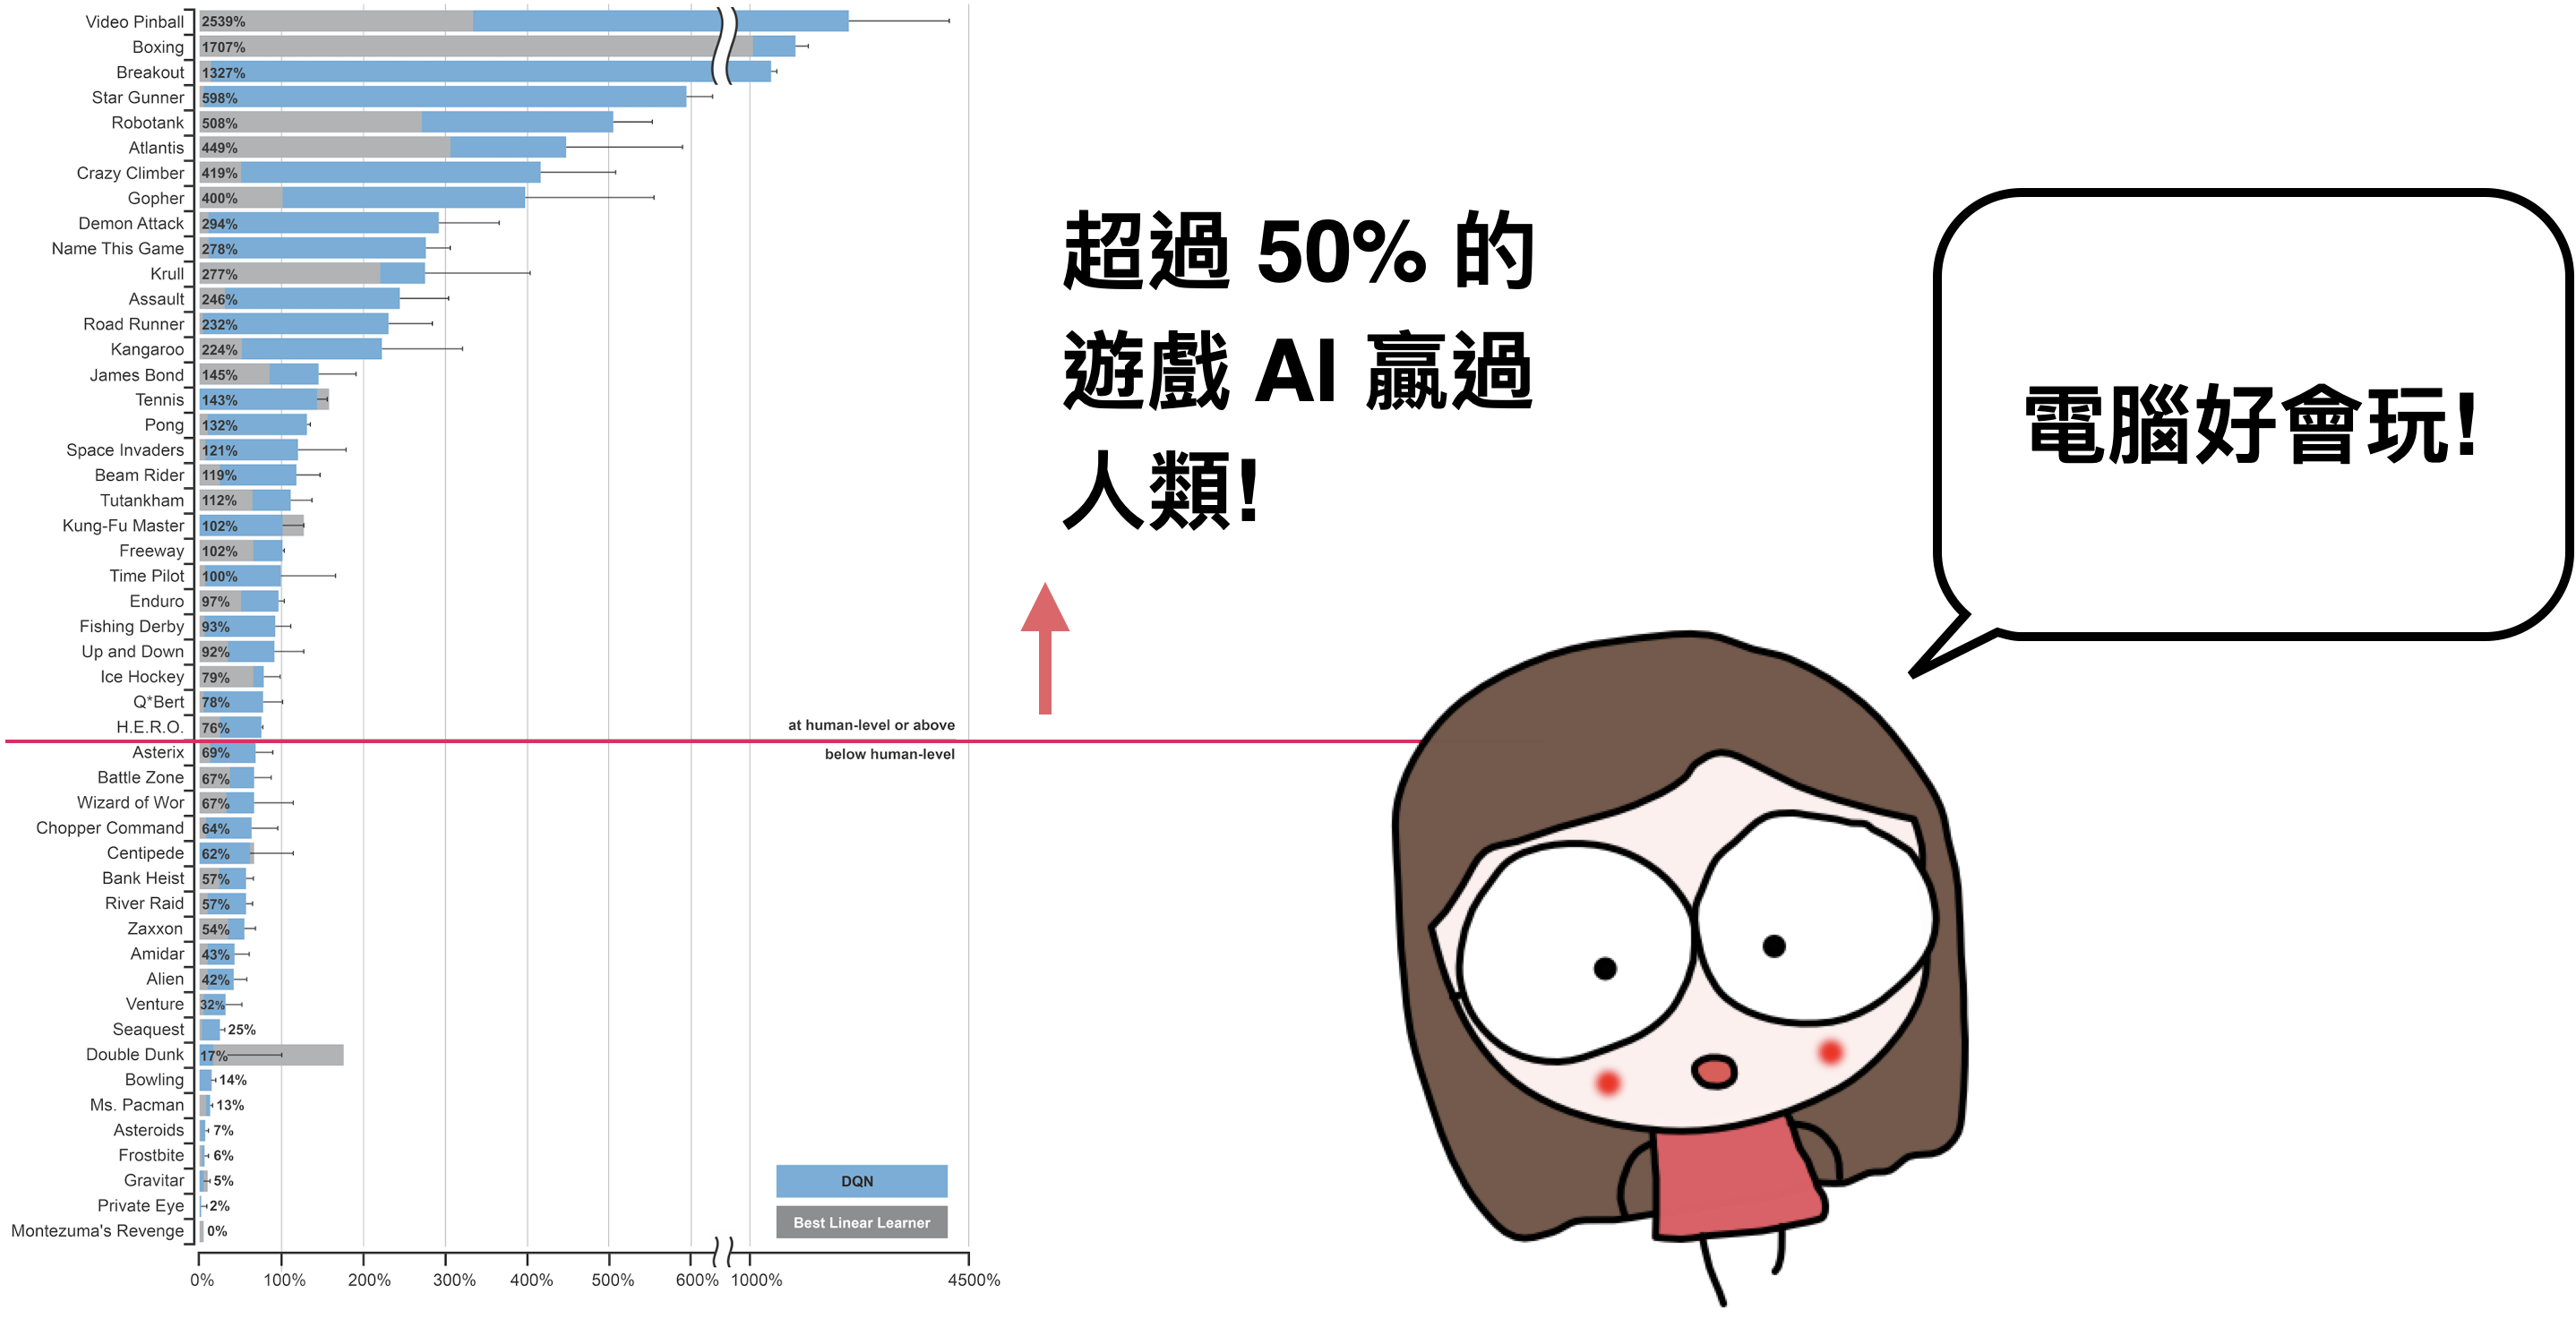 Video Pinball 2539%
Boxing 1707%
Breakout 1327%
Star Gunner 598%
Robotank 508%
Atlantis 449%
Crazy Climber 419%
Gopher 400%
Demon Attack 294%
Name This Game 278%
Krull 277%
Assault 246%
Road Runner 232%
Kangaroo 224%
James Bond 145%
Tennis 143%
Pong 132%
Space Invaders 121%
Beam Rider 119%
Tutankham 112%
Kung-Fu Master 102%
Freeway 102%
Time Pilot 100%
Enduro 97%
Fishing Derby 93%
Up and Down 92%
Ice Hockey 79%
Q*Bert 78%
H.E.R.O. 76%
at human-level or above
below human-level
Asterix 69%
Battle Zone 67%
Wizard of Wor 67%
Chopper Command 64%
Centipede 62%
Bank Heist 57%
River Raid 57%
Zaxxon 54%
Amidar 43%
Alien 42%
Venture 32%
Seaquest 25%
Double Dunk 17%
Bowling 14%
Ms. Pacman 13%
Asteroids 7%
Frostbite 6%
Gravitar 5%
Private Eye 2%
Montezuma's Revenge 0%
DQN
Best Linear Learner
0% 100% 200% 300% 400% 500% 600% 1000% 4500%
超過 50% 的
遊戲 AI 贏過
人類!
電腦好會玩!